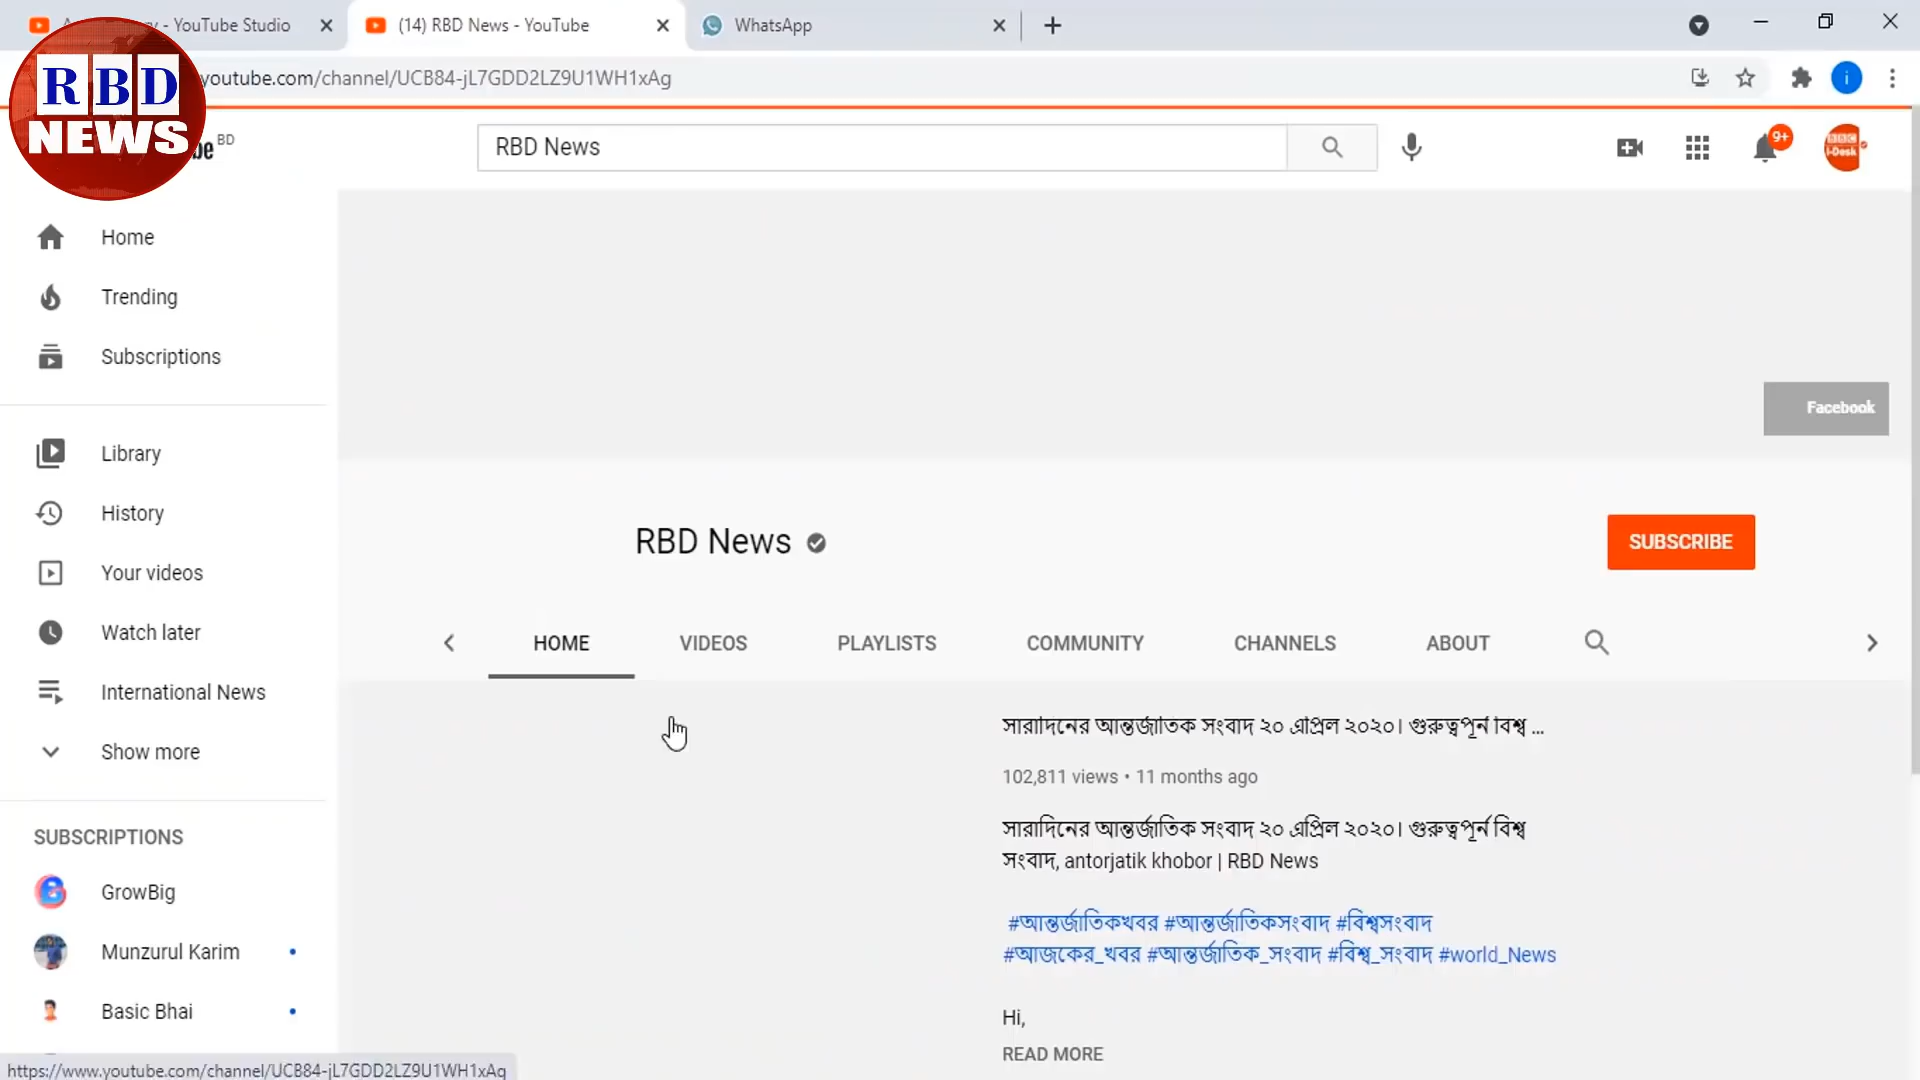 YouTube Studio
(14) RBD News - YouTube
WhatsApp
RBD
NEWS
youtube.com/channel/UCB84-jL7GDD2LZ9U1WH1xAg
BD
RBD News
9+
Home
Trending
Subscriptions
Facebook
Library
History
Your videos
Watch later
International News
Show more
RBD News
SUBSCRIBE
HOME
VIDEOS
PLAYLISTS
COMMUNITY
CHANNELS
ABOUT
সারাদিনের আন্তর্জাতিক সংবাদ ২০ এপ্রিল ২০২০। গুরুত্বপূর্ন বিশ্ব ...
102,811 views • 11 months ago
সারাদিনের আন্তর্জাতিক সংবাদ ২০ এপ্রিল ২০২০। গুরুত্বপূর্ন বিশ্ব
সংবাদ, antorjatik khobor | RBD News
#আন্তর্জাতিকখবর #আন্তর্জাতিকসংবাদ #বিশ্বসংবাদ
#আজকের_খবর #আন্তর্জাতিক_সংবাদ #বিশ্ব_সংবাদ #world_News
Hi,
READ MORE
SUBSCRIPTIONS
GrowBig
Munzurul Karim
Basic Bhai
https://www.youtube.com/channel/UCB84-jL7GDD2LZ9U1WH1xAg